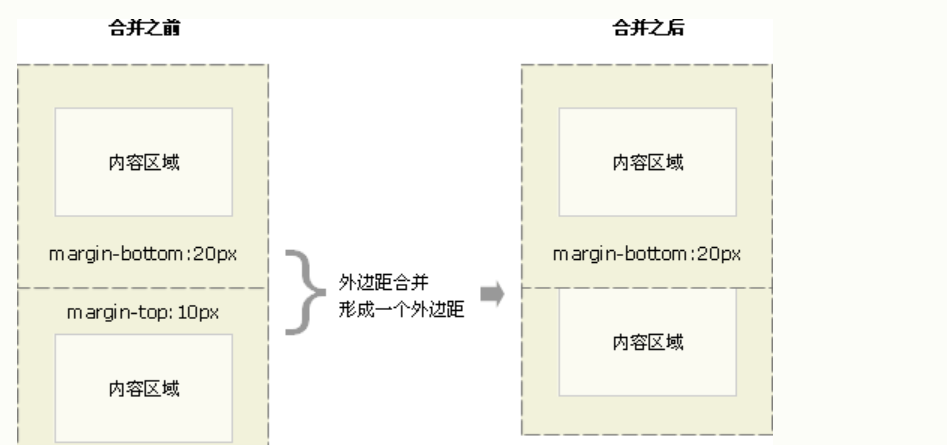 合并之前
合并之后
内容区域
内容区域
margin-bottom:20px
margin-bottom:20px
外边距合并
形成一个外边距
margin-top:10px
内容区域
内容区域